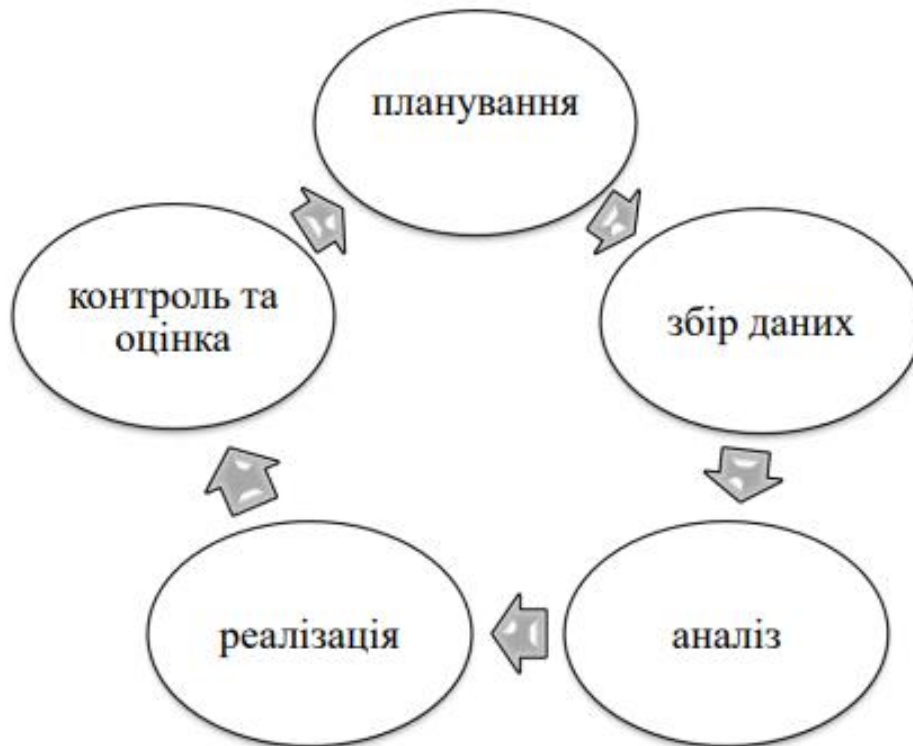 планування
збір даних
аналіз
реалізація
контроль та
оцінка